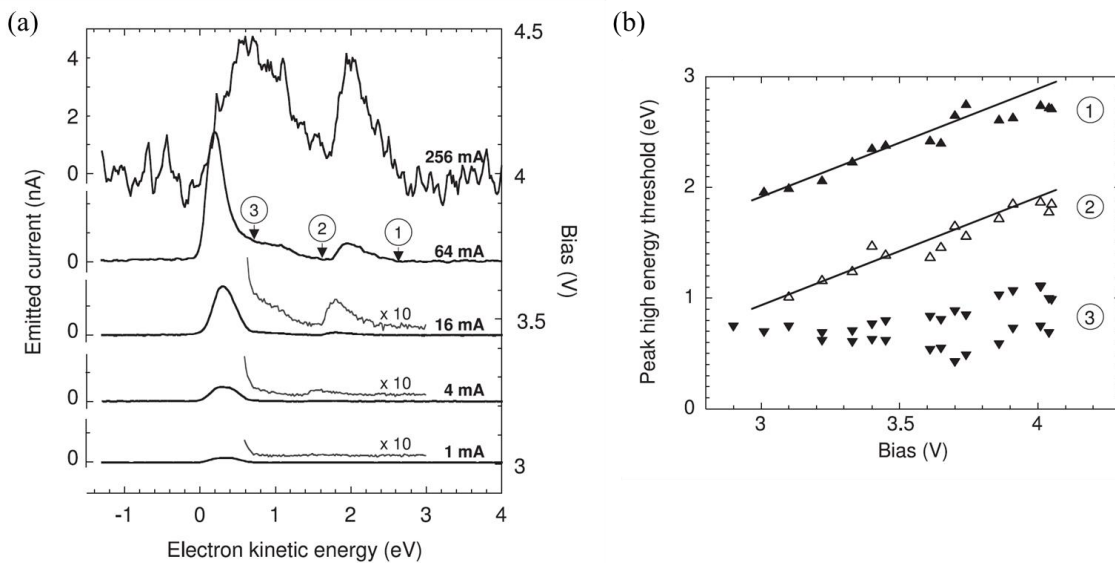 (a)
4
2
0
256 mA
3
2
1
0
64 mA
x 10
0
16 mA
x 10
0
4 mA
x 10
0
1 mA
-1
0
1
2
3
4
Electron kinetic energy (eV)
Emitted current (nA)
4.5
4
3.5
3
Bias (V)
(b)
3
2
1
0
Peak high energy threshold (eV)
1
2
3
3
3.5
4
Bias (V)